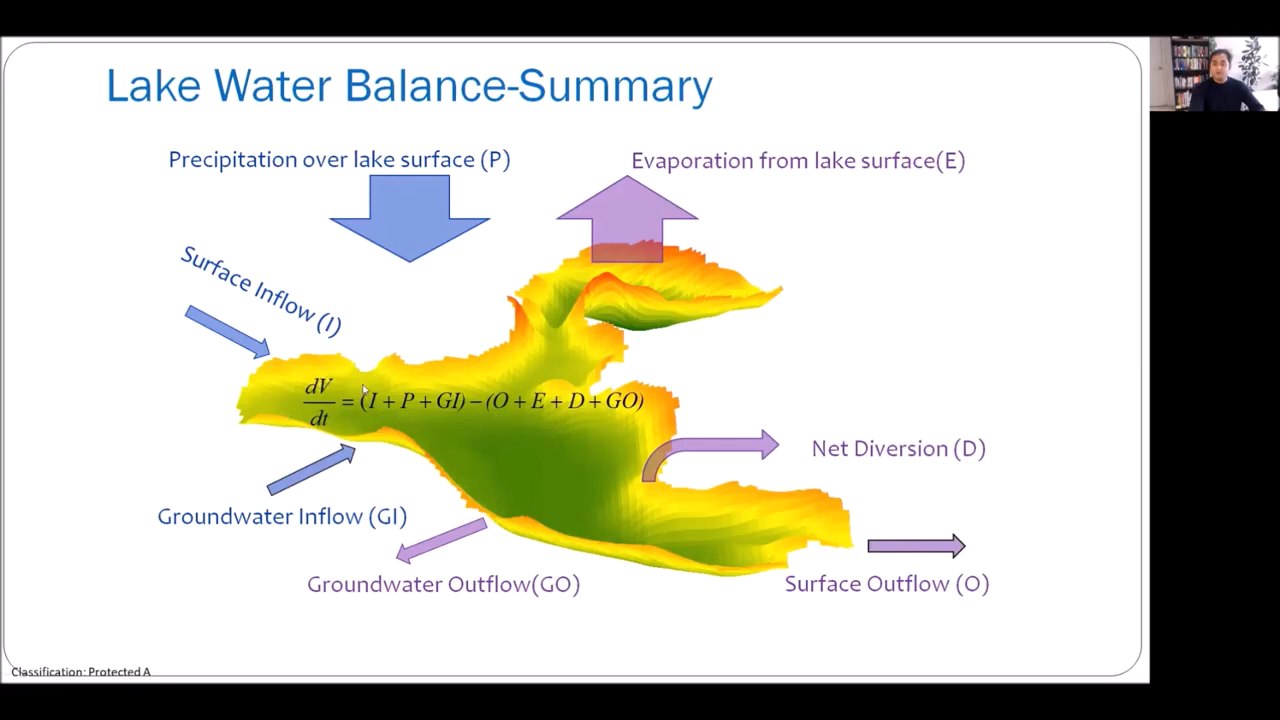 Lake Water Balance-Summary
Precipitation over lake surface (P)
Evaporation from lake surface(E)
Surface Inflow (I)
dV/dt = (I + P + GI) − (O + E + D + GO)
Net Diversion (D)
Groundwater Inflow (GI)
Groundwater Outflow(GO)
Surface Outflow (O)
Classification: Protected A